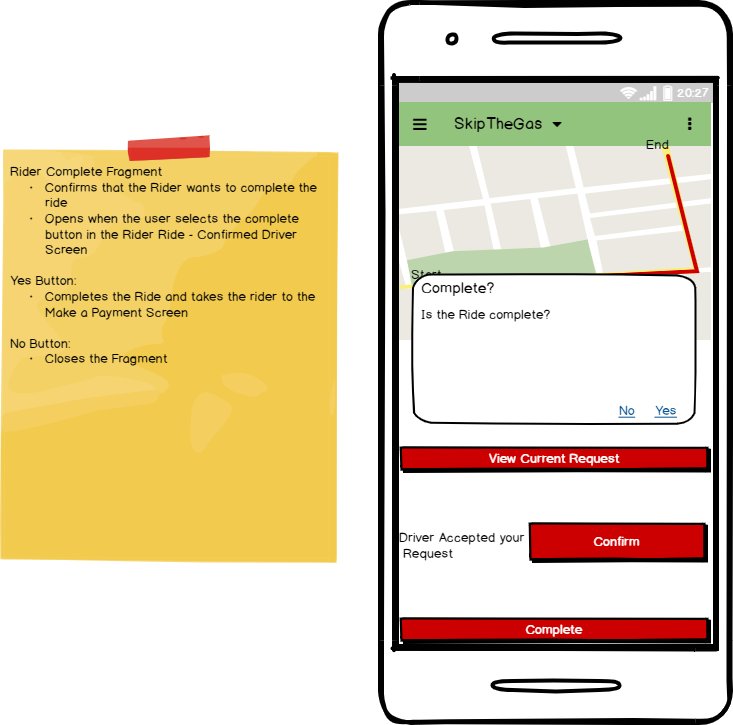 Rider Complete Fragment
· Confirms that the Rider wants to complete the
ride
· Opens when the user selects the complete
button in the Rider Ride - Confirmed Driver
Screen
Yes Button:
· Completes the Ride and takes the rider to the
Make a Payment Screen
No Button:
· Closes the Fragment
20:27
SkipTheGas
End
Start
Complete?
Is the Ride complete?
No Yes
View Current Request
Driver Accepted your
Request
Confirm
Complete